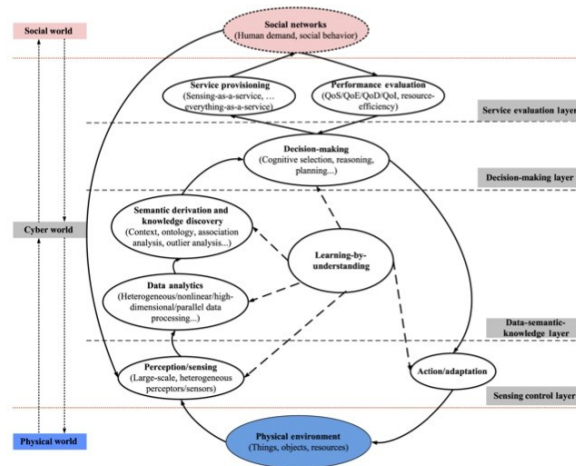 Social world
Social networks
(Human demand, social behavior)
Service provisioning
(Sensing-as-a-service, …
everything-as-a-service)
Performance evaluation
(QoS/QoE/QoD/QoI, resource-
efficiency)
Service evaluation layer
Decision-making
(Cognitive selection, reasoning,
planning...)
Decision-making layer
Semantic derivation and
knowledge discovery
(Context, ontology, association
analysis, outlier analysis...)
Cyber world
Learning-by-
understanding
Data analytics
(Heterogeneous/nonlinear/high-
dimensional/parallel data
processing...)
Data-semantic-
knowledge layer
Perception/sensing
(Large-scale, heterogeneous
perceptors/sensors)
Action/adaptation
Sensing control layer
Physical world
Physical environment
(Things, objects, resources)